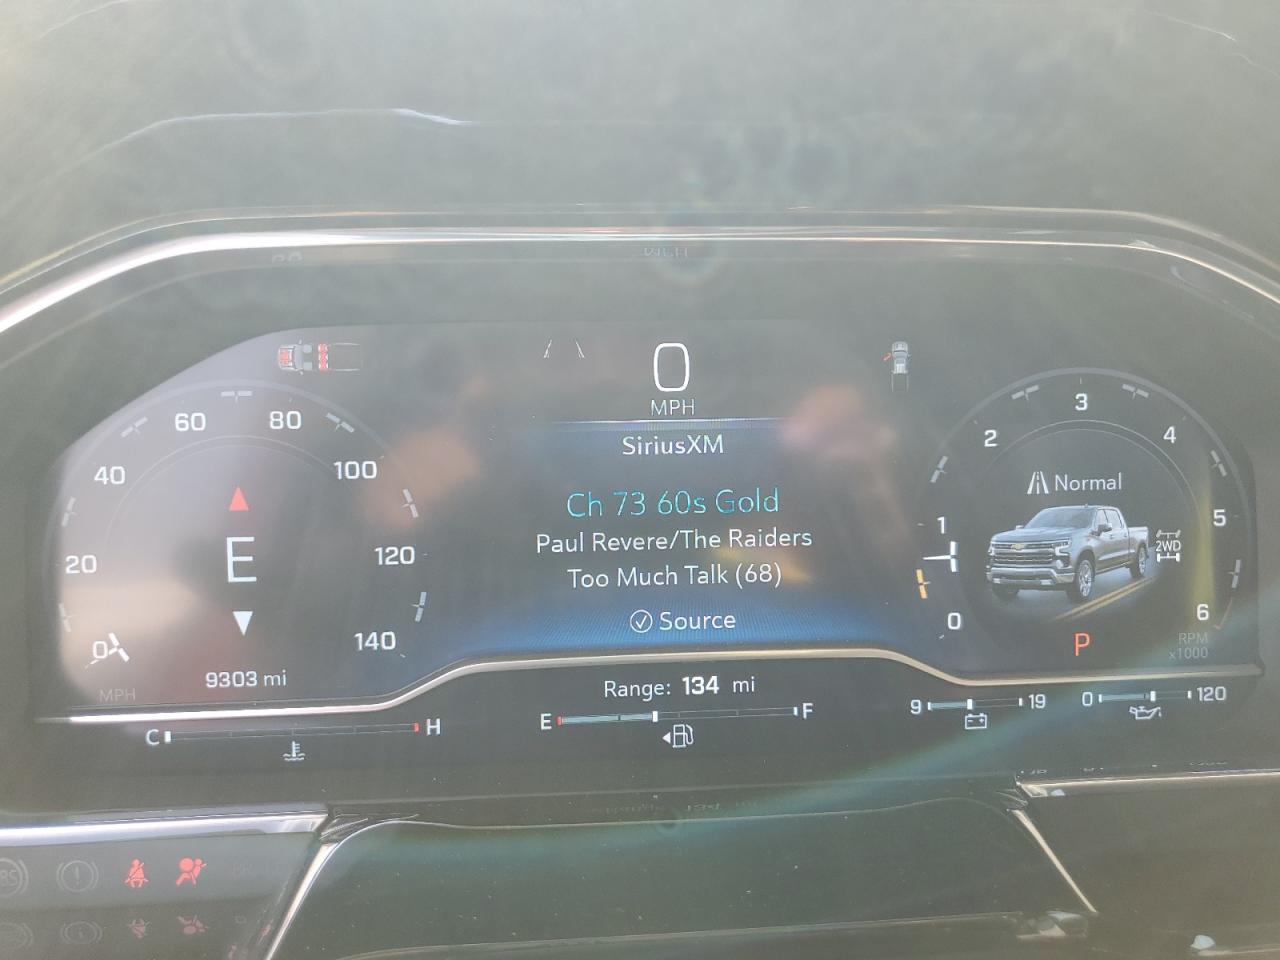 0
MPH
SiriusXM
Ch 73 60s Gold
Paul Revere/The Raiders
Too Much Talk (68)
Source
0 20 40 60 80 100 120 140
E
9303 mi
MPH
0 1 2 3 4 5 6
Normal
2WD
P
RPM
x1000
Range: 134 mi
C H
E F
9 19
0 120